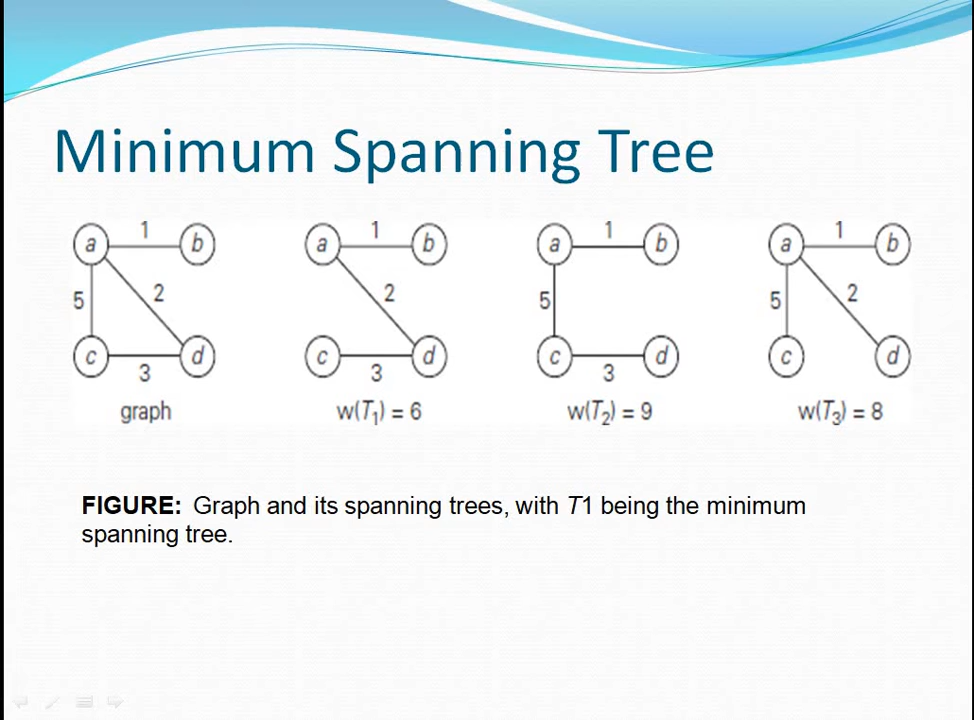 Minimum Spanning Tree
a 1 b
5 2
c 3 d
graph
a 1 b
2
c 3 d
w(T₁) = 6
a 1 b
5
c 3 d
w(T₂) = 9
a 1 b
5 2
c d
w(T₃) = 8
FIGURE: Graph and its spanning trees, with T1 being the minimum
spanning tree.